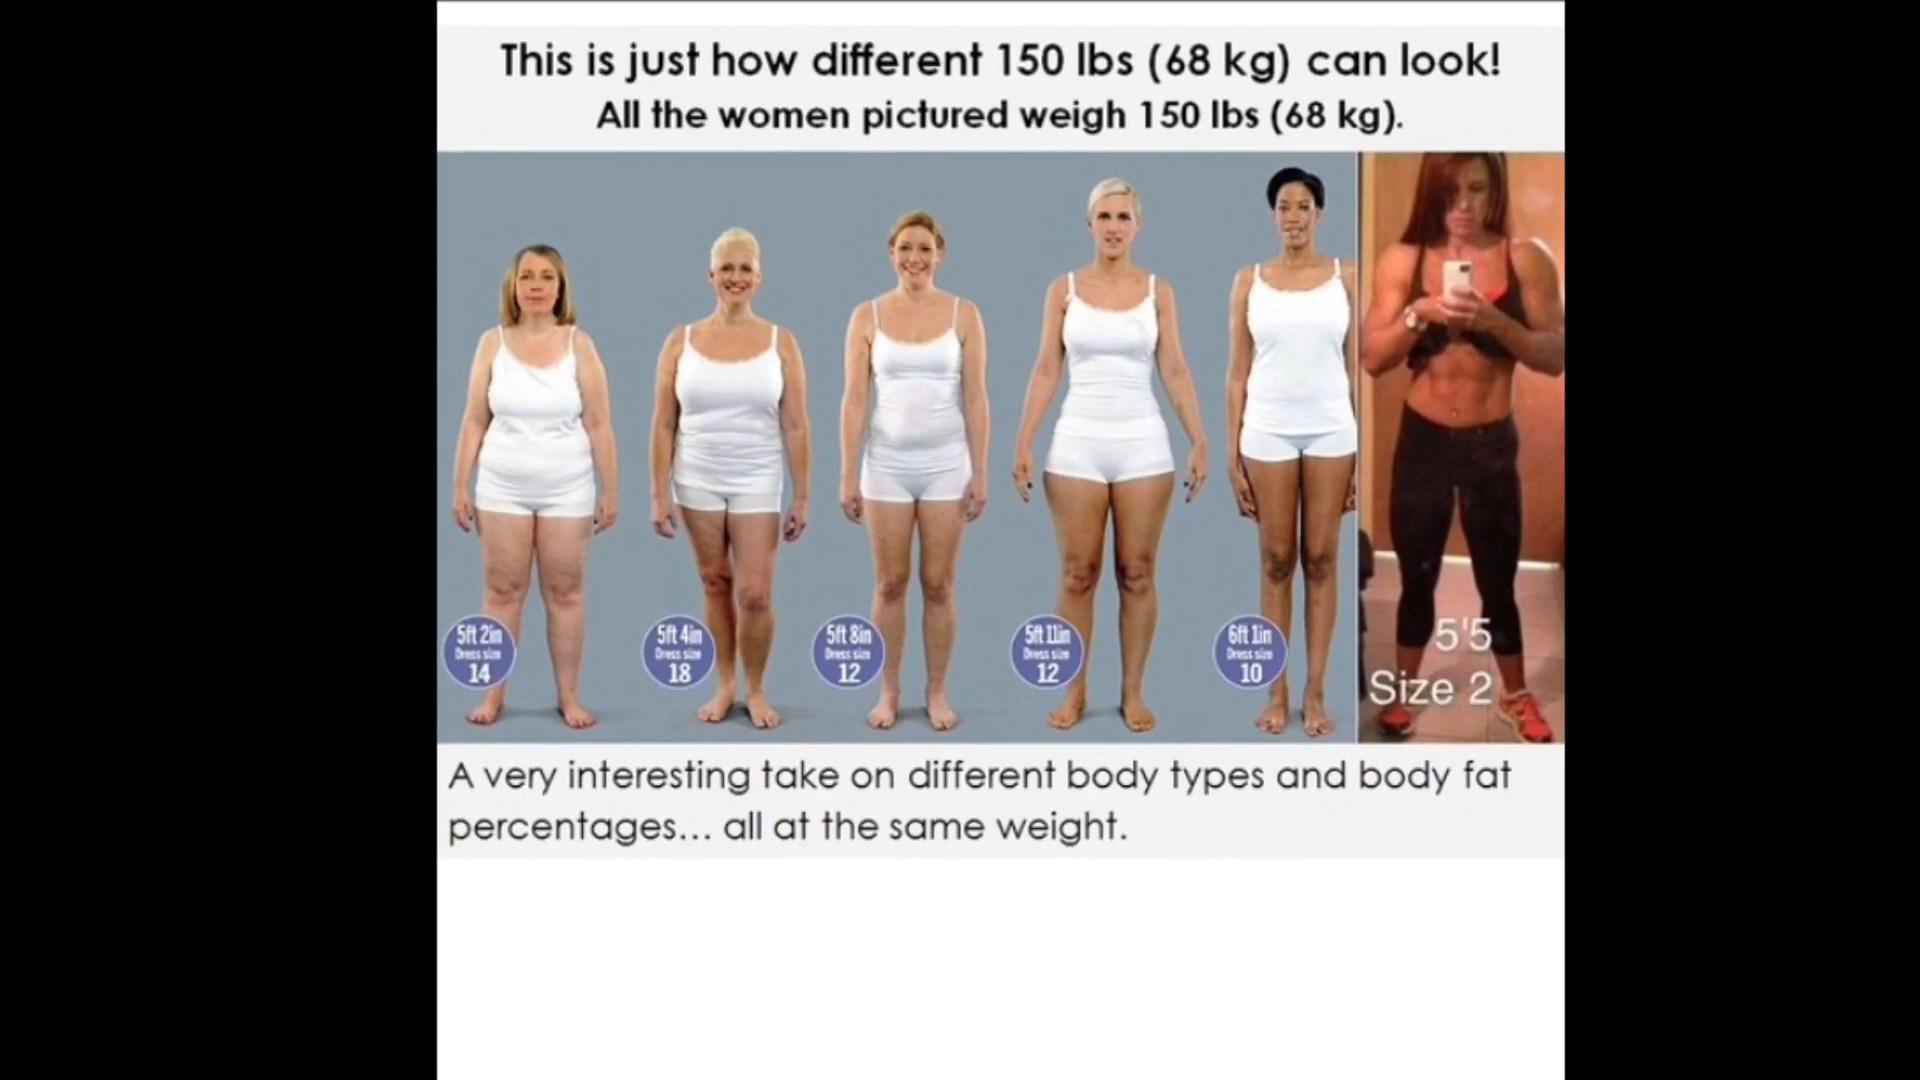 This is just how different 150 lbs (68 kg) can look!
All the women pictured weigh 150 lbs (68 kg).
5ft 2in
Dress size
14
5ft 4in
Dress size
18
5ft 8in
Dress size
12
5ft 11in
Dress size
12
6ft 1in
Dress size
10
5'5
Size 2
A very interesting take on different body types and body fat
percentages... all at the same weight.